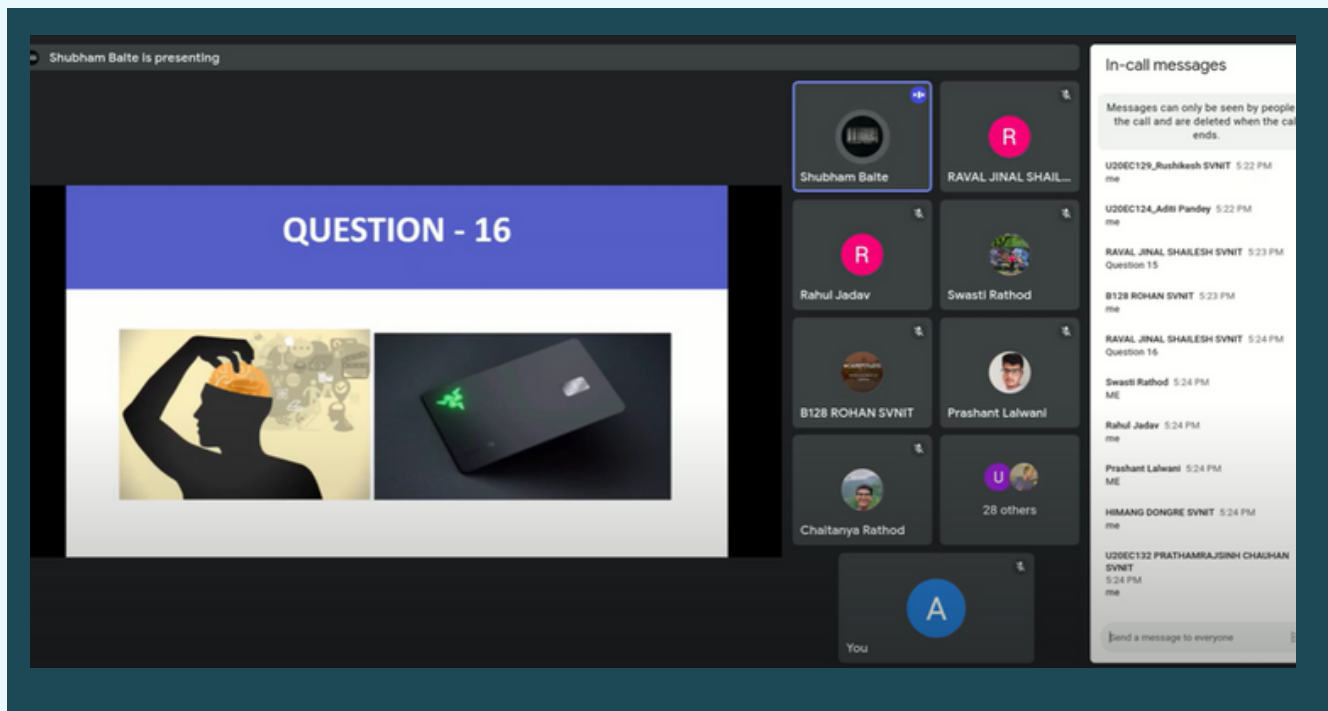 Shubham Balte is presenting
QUESTION - 16
Shubham Balte
RAVAL JINAL SHAIL...
R
R
Rahul Jadav
Swasti Rathod
B128 ROHAN SVNIT
Prashant Lalwani
Chaitanya Rathod
U
28 others
A
You
In-call messages
Messages can only be seen by people
the call and are deleted when the cal
ends.
U20EC129_Rushikesh SVNIT 5:22 PM
me
U20EC124_Aditi Pandey 5:22 PM
me
RAVAL JINAL SHAILESH SVNIT 5:23 PM
Question 15
B128 ROHAN SVNIT 5:23 PM
me
RAVAL JINAL SHAILESH SVNIT 5:24 PM
Question 16
Swasti Rathod 5:24 PM
ME
Rahul Jadav 5:24 PM
me
Prashant Lalwani 5:24 PM
ME
HIMANG DONGRE SVNIT 5:24 PM
me
U20EC132 PRATHAMRAJSINH CHAUHAN
SVNIT
5:24 PM
me
Send a message to everyone